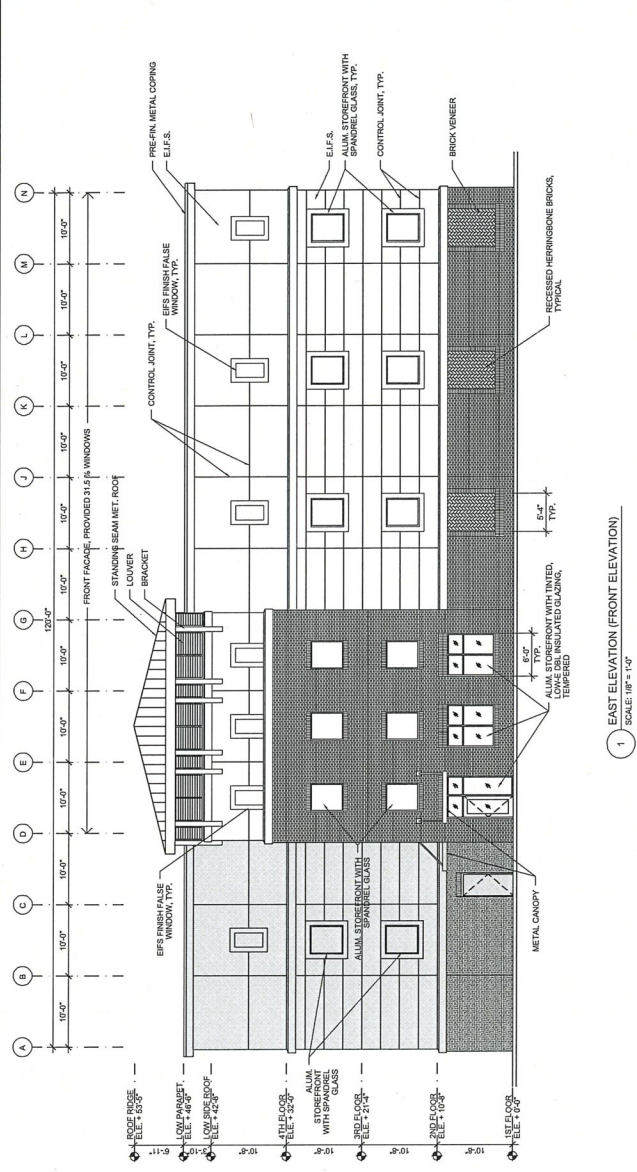 A
B
C
D
E
F
G
H
J
K
L
M
N
120'-0"
10'-0"
10'-0"
10'-0"
10'-0"
10'-0"
10'-0"
10'-0"
10'-0"
10'-0"
10'-0"
10'-0"
10'-0"
FRONT FACADE, PROVIDED 31.5 % WINDOWS
STANDING SEAM MET. ROOF
LOUVER
BRACKET
CONTROL JOINT, TYP.
EIFS FINISH FALSE
WINDOW, TYP.
PRE-FIN. METAL COPING
E.I.F.S.
E.I.F.S.
ALUM. STOREFRONT WITH
SPANDREL GLASS, TYP.
CONTROL JOINT, TYP.
BRICK VENEER
RECESSED HERRINGBONE BRICKS,
TYPICAL
5'-4"
TYP.
6'-0"
TYP.
ALUM. STOREFRONT WITH TINTED,
LOW-E DBL INSULATED GLAZING,
TEMPERED
METAL CANOPY
ALUM. STOREFRONT WITH
SPANDREL GLASS
EIFS FINISH FALSE
WINDOW, TYP.
ALUM.
STOREFRONT
WITH SPANDREL
GLASS
ROOF RIDGE
ELE. + 53'-5"
6'-11"
LOW PARAPET
ELE. + 46'-6"
3'-10"
LOW SIDE ROOF
ELE. + 42'-8"
10'-8"
4TH FLOOR
ELE. + 32'-0"
10'-8"
3RD FLOOR
ELE. + 21'-4"
10'-8"
2ND FLOOR
ELE. + 10'-8"
10'-8"
1ST FLOOR
ELE. + 0'-0"
1
EAST ELEVATION (FRONT ELEVATION)
SCALE: 1/8" = 1'-0"